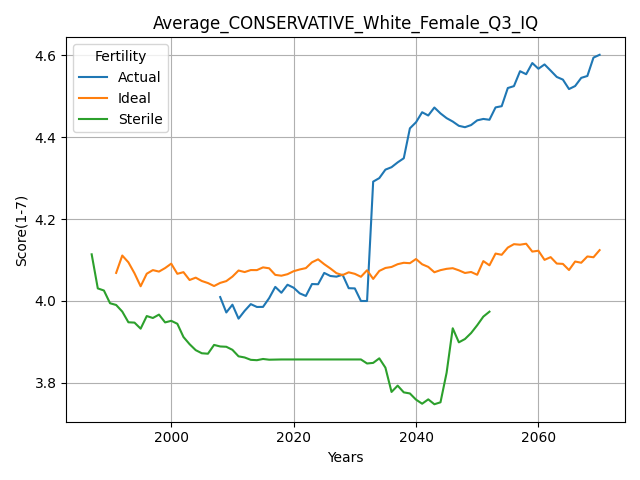 Average_CONSERVATIVE_White_Female_Q3_IQ
Fertility
Actual
Ideal
Sterile
Score(1-7)
4.6
4.4
4.2
4.0
3.8
2000
2020
2040
2060
Years